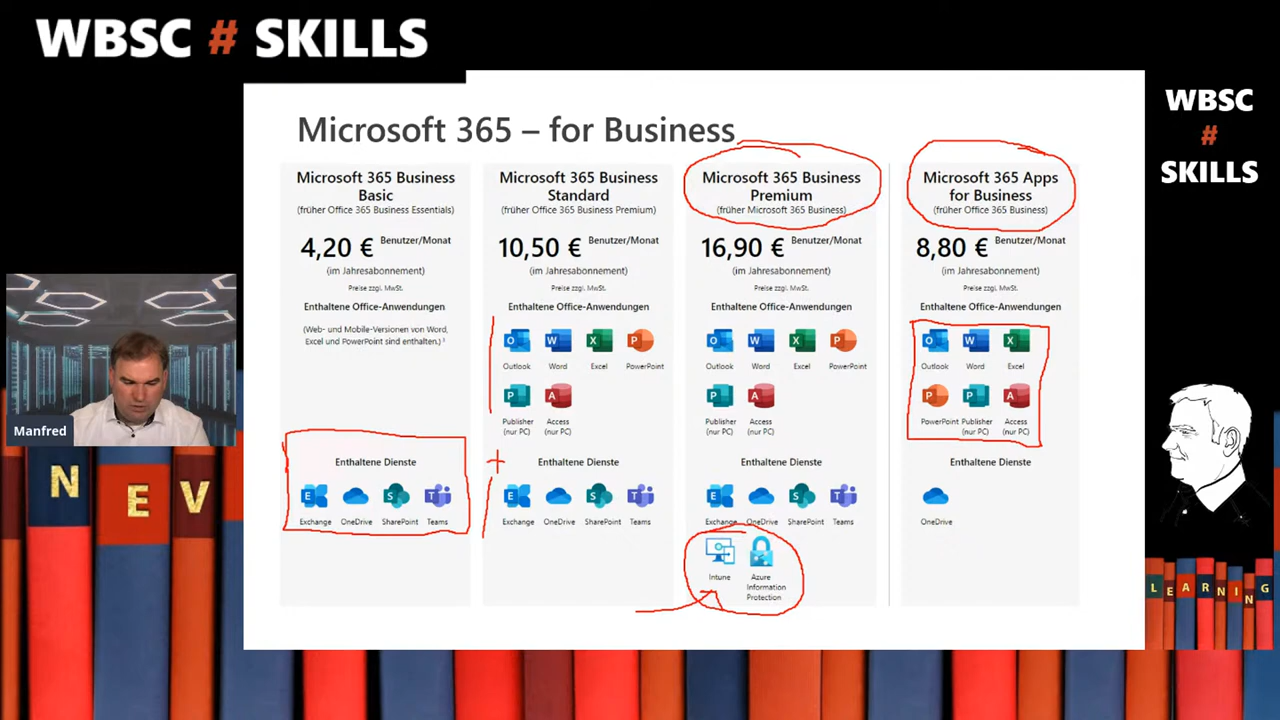 WBSC # SKILLS
WBSC
#
SKILLS
Microsoft 365 – for Business
Microsoft 365 Business
Basic
(früher Office 365 Business Essentials)
4,20 € Benutzer/Monat
(im Jahresabonnement)
Preise zzgl. MwSt.
Enthaltene Office-Anwendungen
(Web- und Mobile-Versionen von Word,
Excel und PowerPoint sind enthalten.) ¹
Enthaltene Dienste
Exchange OneDrive SharePoint Teams
Microsoft 365 Business
Standard
(früher Office 365 Business Premium)
10,50 € Benutzer/Monat
(im Jahresabonnement)
Preise zzgl. MwSt.
Enthaltene Office-Anwendungen
Outlook Word Excel PowerPoint
Publisher Access
(nur PC) (nur PC)
+
Enthaltene Dienste
Exchange OneDrive SharePoint Teams
Microsoft 365 Business
Premium
(früher Microsoft 365 Business)
16,90 € Benutzer/Monat
(im Jahresabonnement)
Preise zzgl. MwSt.
Enthaltene Office-Anwendungen
Outlook Word Excel PowerPoint
Publisher Access
(nur PC) (nur PC)
Enthaltene Dienste
Exchange OneDrive SharePoint Teams
Intune Azure
Information
Protection
Microsoft 365 Apps
for Business
(früher Office 365 Business)
8,80 € Benutzer/Monat
(im Jahresabonnement)
Preise zzgl. MwSt.
Enthaltene Office-Anwendungen
Outlook Word Excel
PowerPoint Publisher Access
(nur PC) (nur PC)
Enthaltene Dienste
OneDrive
Manfred
N E V
LEARNING